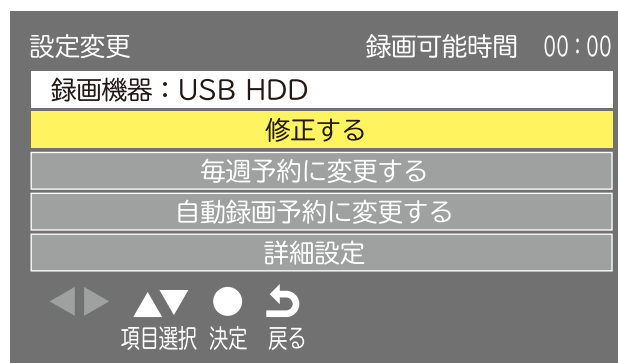 設定変更 録画可能時間 00:00
録画機器：USB HDD
修正する
毎週予約に変更する
自動録画予約に変更する
詳細設定
項目選択 決定 戻る